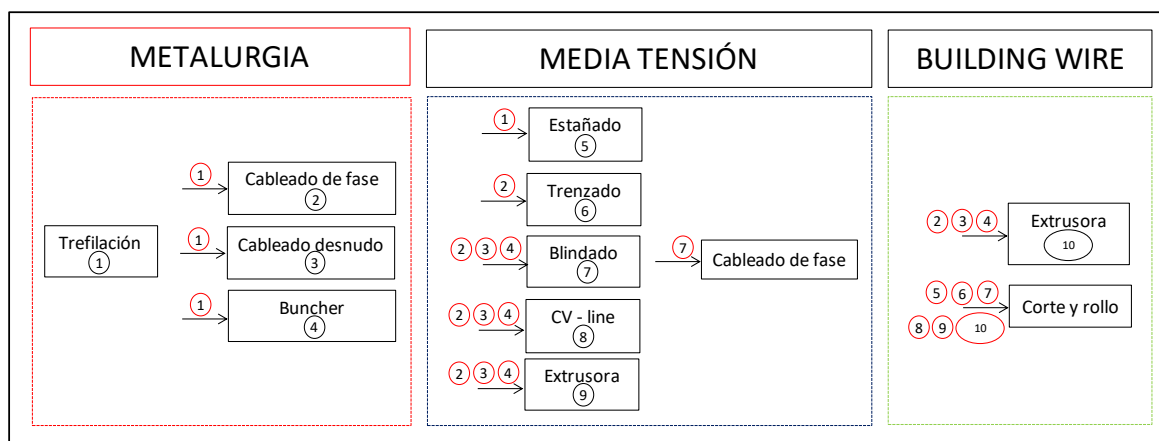 METALURGIA
MEDIA TENSIÓN
BUILDING WIRE
Trefilación
1
1
Cableado de fase
2
1
Cableado desnudo
3
1
Buncher
4
1
Estañado
5
2
Trenzado
6
2 3 4
Blindado
7
2 3 4
CV - line
8
2 3 4
Extrusora
9
7
Cableado de fase
2 3 4
Extrusora
10
5 6 7
8 9 10
Corte y rollo